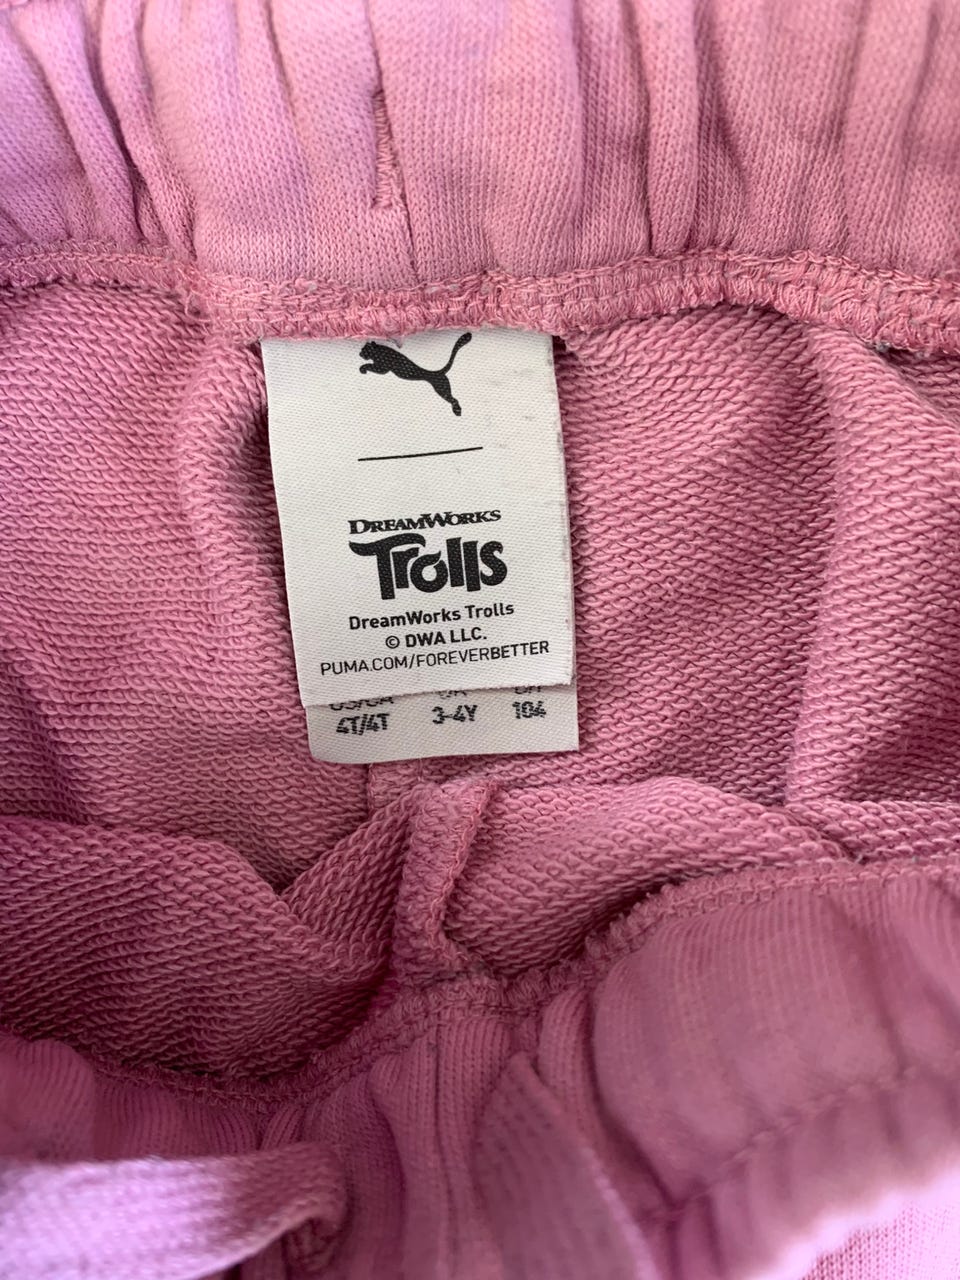 DREAMWORKS
Trolls
DreamWorks Trolls
© DWA LLC.
PUMA.COM/FOREVERBETTER
4T/4T 3-4Y 104